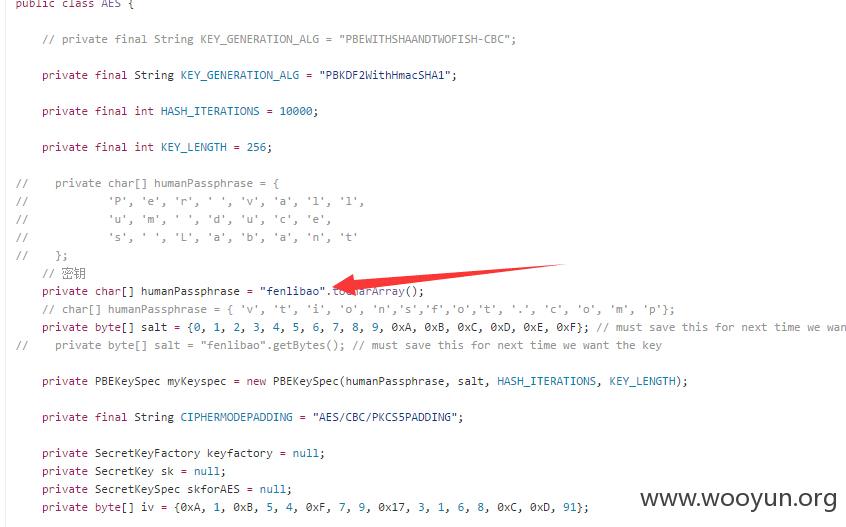 public class AES {
// private final String KEY_GENERATION_ALG = "PBEWITHSHAANDTWOFISH-CBC";
private final String KEY_GENERATION_ALG = "PBKDF2WithHmacSHA1";
private final int HASH_ITERATIONS = 10000;
private final int KEY_LENGTH = 256;
// private char[] humanPassphrase = {
// 'P', 'e', 'r', ' ', 'v', 'a', 'l', 'l',
// 'u', 'm', ' ', 'd', 'u', 'c', 'e',
// 's', ' ', 'L', 'a', 'b', 'a', 'n', 't'
// };
// 密钥
private char[] humanPassphrase = "fenlibao".toCharArray();
// char[] humanPassphrase = { 'v', 't', 'i', 'o', 'n','s','f','o','t', '.', 'c', 'o', 'm', 'p'};
private byte[] salt = {0, 1, 2, 3, 4, 5, 6, 7, 8, 9, 0xA, 0xB, 0xC, 0xD, 0xE, 0xF}; // must save this for next time we wan
// private byte[] salt = "fenlibao".getBytes(); // must save this for next time we want the key
private PBEKeySpec myKeyspec = new PBEKeySpec(humanPassphrase, salt, HASH_ITERATIONS, KEY_LENGTH);
private final String CIPHERMODEPADDING = "AES/CBC/PKCS5PADDING";
private SecretKeyFactory keyfactory = null;
private SecretKey sk = null;
private SecretKeySpec skforAES = null;
private byte[] iv = {0xA, 1, 0xB, 5, 4, 0xF, 7, 9, 0x17, 3, 1, 6, 8, 0xC, 0xD, 91};
www.wooyun.org